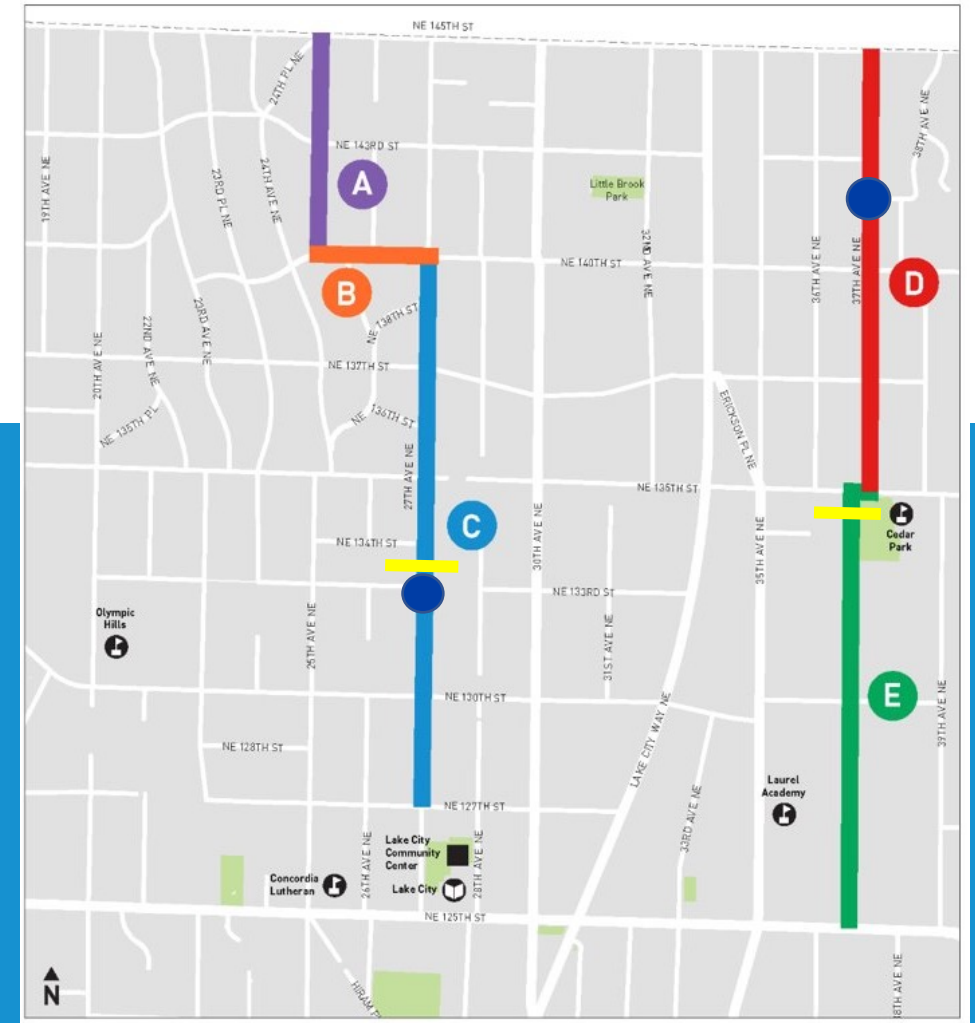 NE 145TH ST
24TH PL NE
38TH AVE NE
NE 143RD ST
19TH AVE NE
23RD PL NE
24TH AVE NE
A
Little Brook
Park
32ND AVE NE
36TH AVE NE
37TH AVE NE
NE 140TH ST
B
D
NE 138TH ST
23RD AVE NE
22ND AVE NE
20TH AVE NE
NE 137TH ST
NE 136TH ST
NE 135TH PL
ERICKSON PL NE
27TH AVE NE
NE 135TH ST
C
30TH AVE NE
35TH AVE NE
Cedar
Park
NE 134TH ST
NE 133RD ST
Olympic
Hills
25TH AVE NE
31ST AVE NE
NE 130TH ST
E
39TH AVE NE
LAKE CITY WAY NE
NE 128TH ST
Laurel
Academy
NE 127TH ST
33RD AVE NE
Lake City
Community
Center
26TH AVE NE
28TH AVE NE
Concordia
Lutheran
Lake City
NE 125TH ST
N
HIRAM P
38TH AVE NE